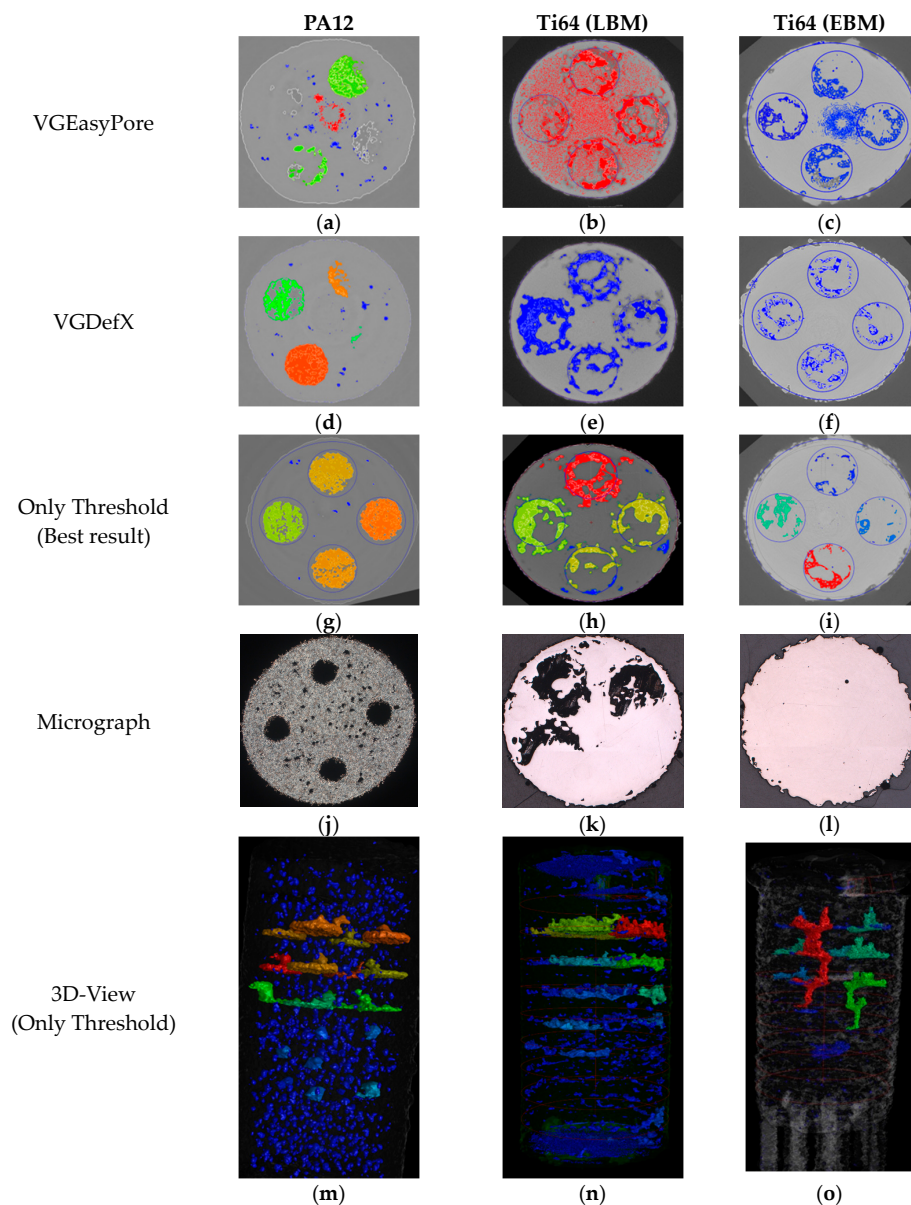 PA12 Ti64 (LBM) Ti64 (EBM)
VGEasyPore
(a) (b) (c)
VGDefX
(d) (e) (f)
Only Threshold
(Best result)
(g) (h) (i)
Micrograph
(j) (k) (l)
3D-View
(Only Threshold)
(m) (n) (o)